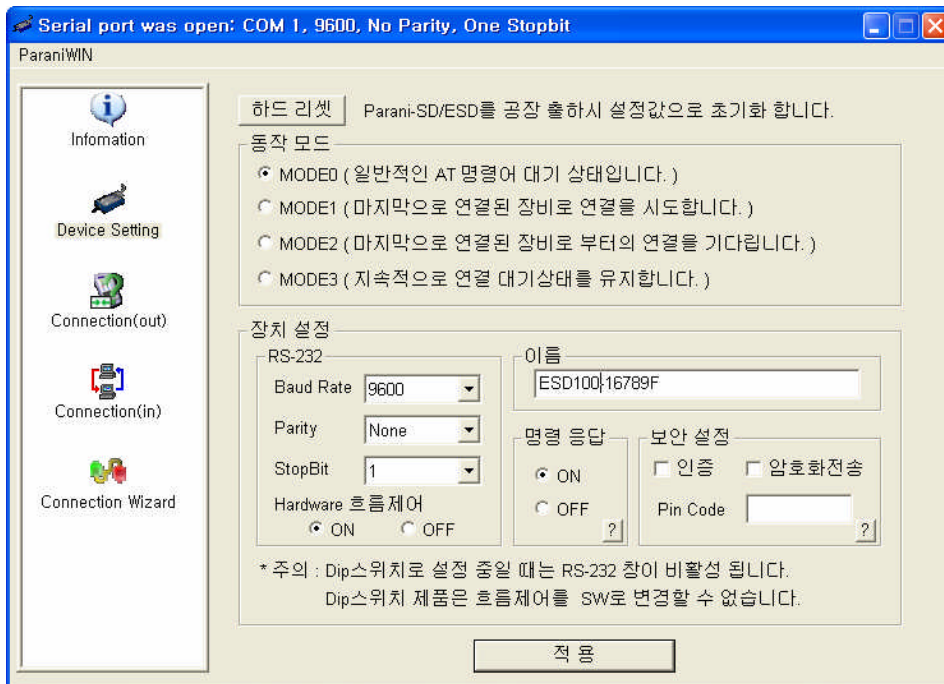 Serial port was open: COM 1, 9600, No Parity, One Stopbit
ParaniWIN
Infomation
Device Setting
Connection(out)
Connection(in)
Connection Wizard
하드 리셋 Parani-SD/ESD를 공장 출하시 설정값으로 초기화 합니다.
동작 모드
MODE0 ( 일반적인 AT 명령어 대기 상태입니다. )
MODE1 ( 마지막으로 연결된 장비로 연결을 시도합니다. )
MODE2 ( 마지막으로 연결된 장비로 부터의 연결을 기다립니다. )
MODE3 ( 지속적으로 연결 대기상태를 유지합니다. )
장치 설정
RS-232
Baud Rate 9600
Parity None
StopBit 1
Hardware 흐름제어
ON OFF
이름
ESD100-16789F
명령 응답
ON
OFF
?
보안 설정
인증 암호화전송
Pin Code
?
* 주의 : Dip스위치로 설정 중일 때는 RS-232 창이 비활성 됩니다.
Dip스위치 제품은 흐름제어를 SW로 변경할 수 없습니다.
적 용